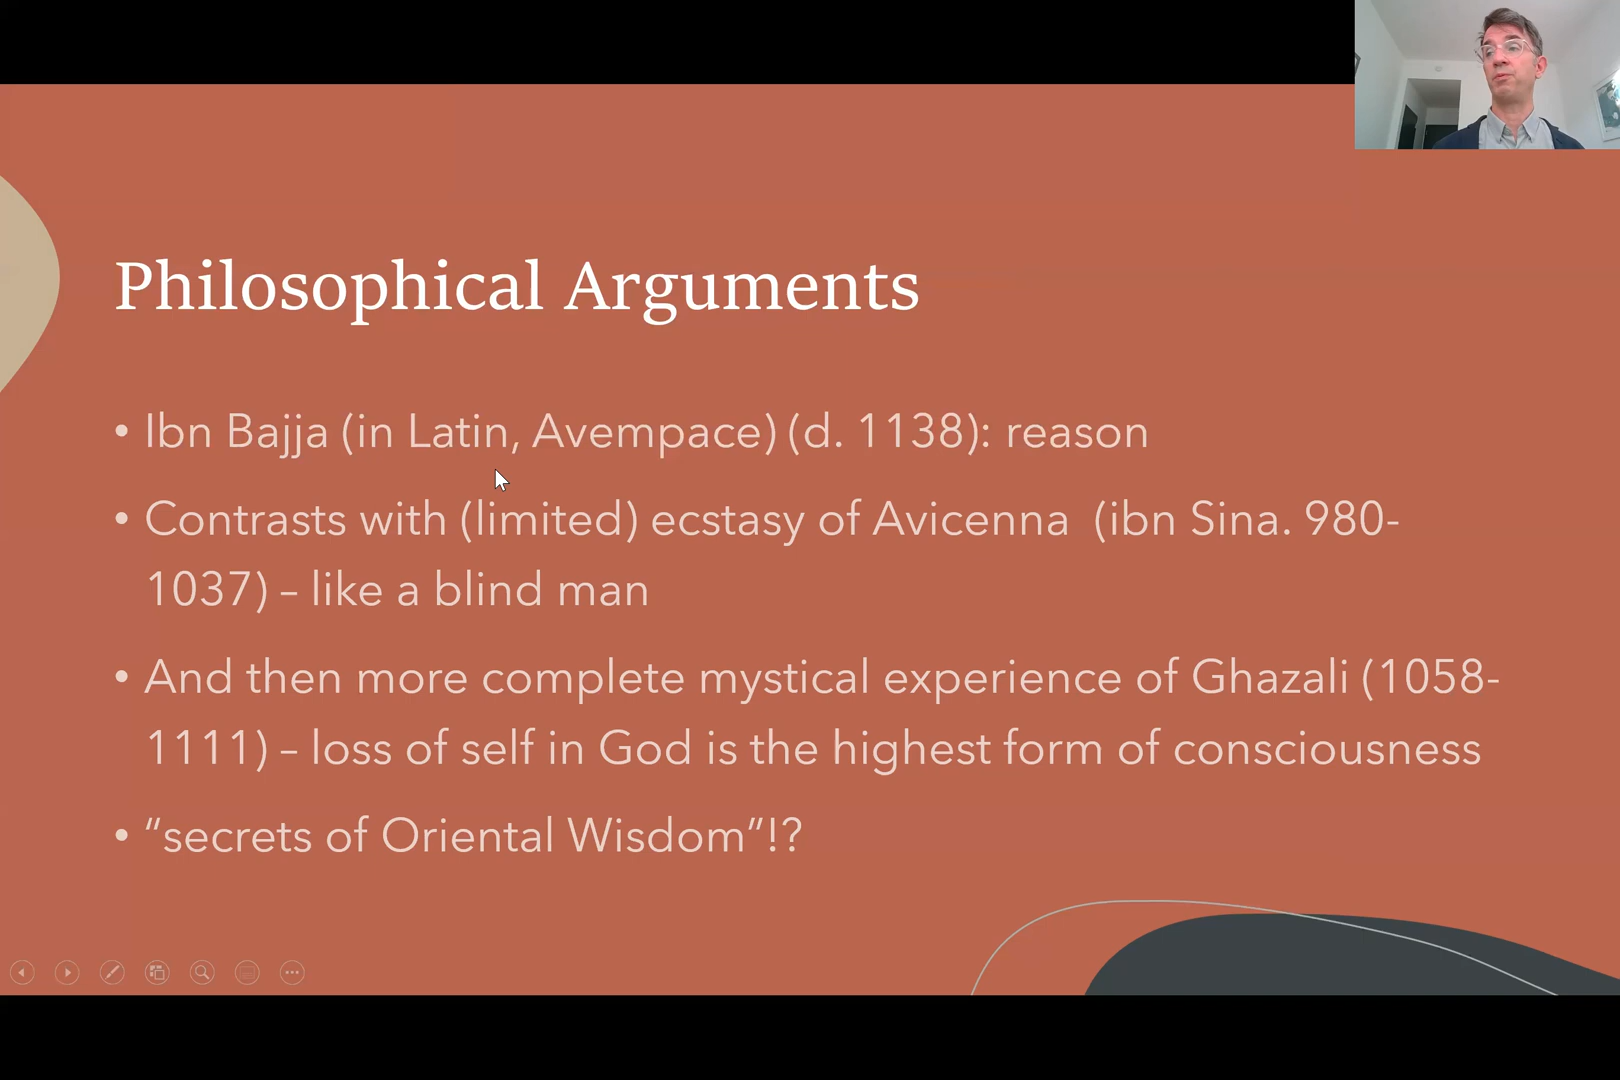 Philosophical Arguments
• Ibn Bajja (in Latin, Avempace) (d. 1138): reason
• Contrasts with (limited) ecstasy of Avicenna  (ibn Sina. 980-
1037) – like a blind man
• And then more complete mystical experience of Ghazali (1058-
1111) – loss of self in God is the highest form of consciousness
• “secrets of Oriental Wisdom”!?